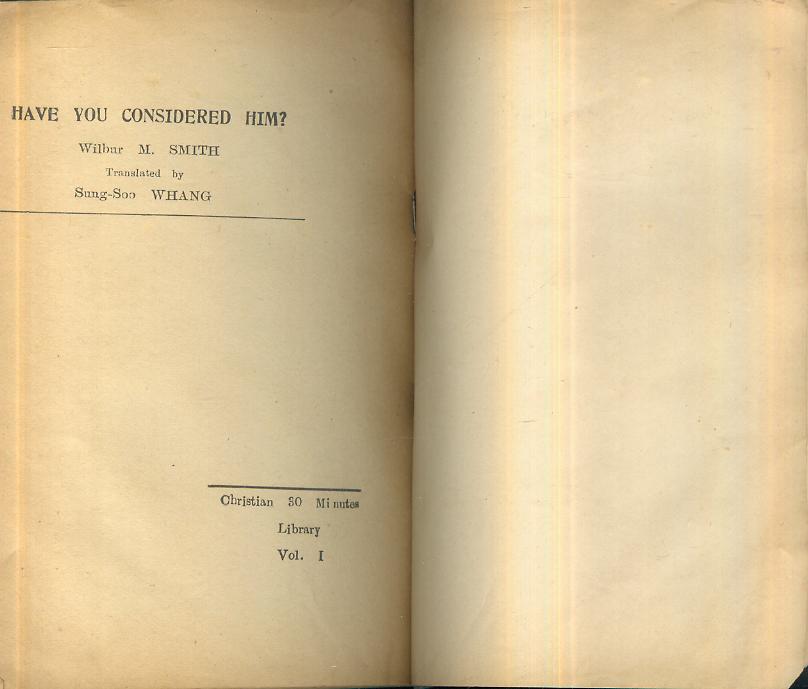 HAVE YOU CONSIDERED HIM?
Wilbur M. SMITH
Translated by
Sung-Soo WHANG
Christian 30 Minutes
Library
Vol. I